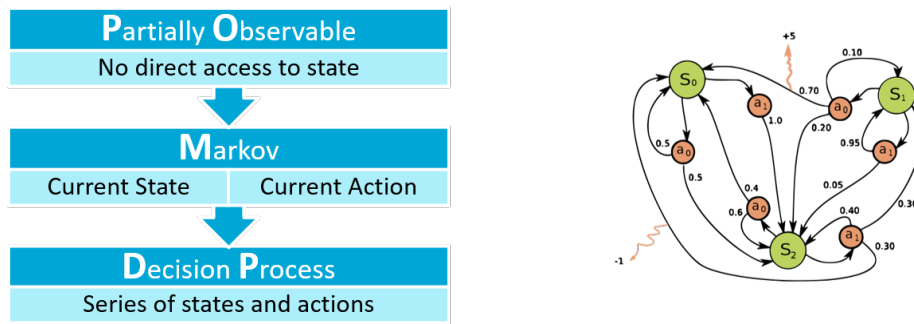 Partially Observable
No direct access to state
Markov
Current State
Current Action
Decision Process
Series of states and actions
+5
0.10
S0
S1
a1
0.70
a0
1.0
0.20
0.5
a0
0.95
a1
0.5
0.4
0.05
a0
0.6
0.40
0.30
S2
a1
0.30
-1